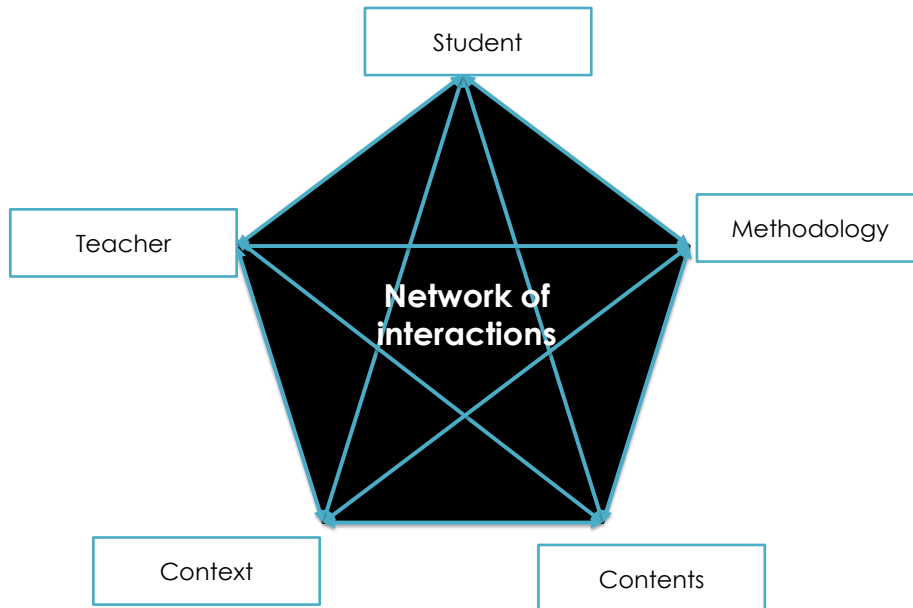 Student
Teacher
Methodology
Network of
interactions
Context
Contents